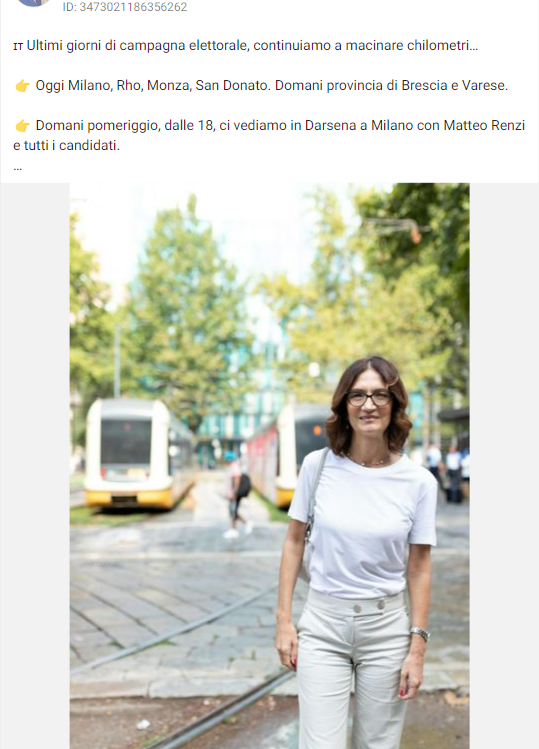 ID: 3473021186356262
IT Ultimi giorni di campagna elettorale, continuiamo a macinare chilometri...
👉 Oggi Milano, Rho, Monza, San Donato. Domani provincia di Brescia e Varese.
👉 Domani pomeriggio, dalle 18, ci vediamo in Darsena a Milano con Matteo Renzi
e tutti i candidati.
...